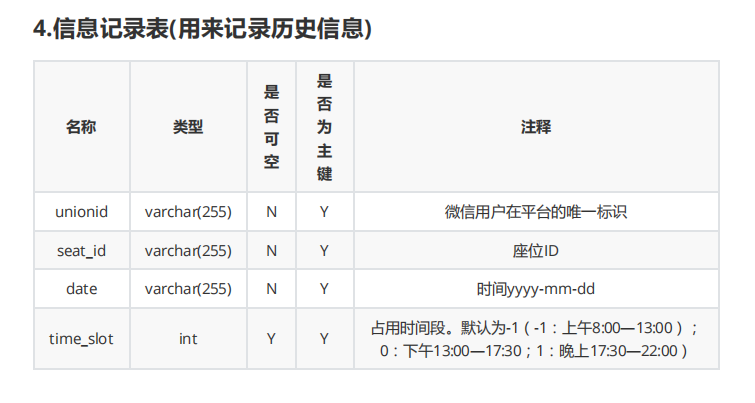 4.信息记录表(用来记录历史信息)
名称 类型 是否可空 是否为主键 注释
unionid varchar(255) N Y 微信用户在平台的唯一标识
seat_id varchar(255) N Y 座位ID
date varchar(255) N Y 时间yyyy-mm-dd
time_slot int Y Y 占用时间段。默认为-1（-1：上午8:00—13:00）；
0：下午13:00—17:30；1：晚上17:30—22:00）